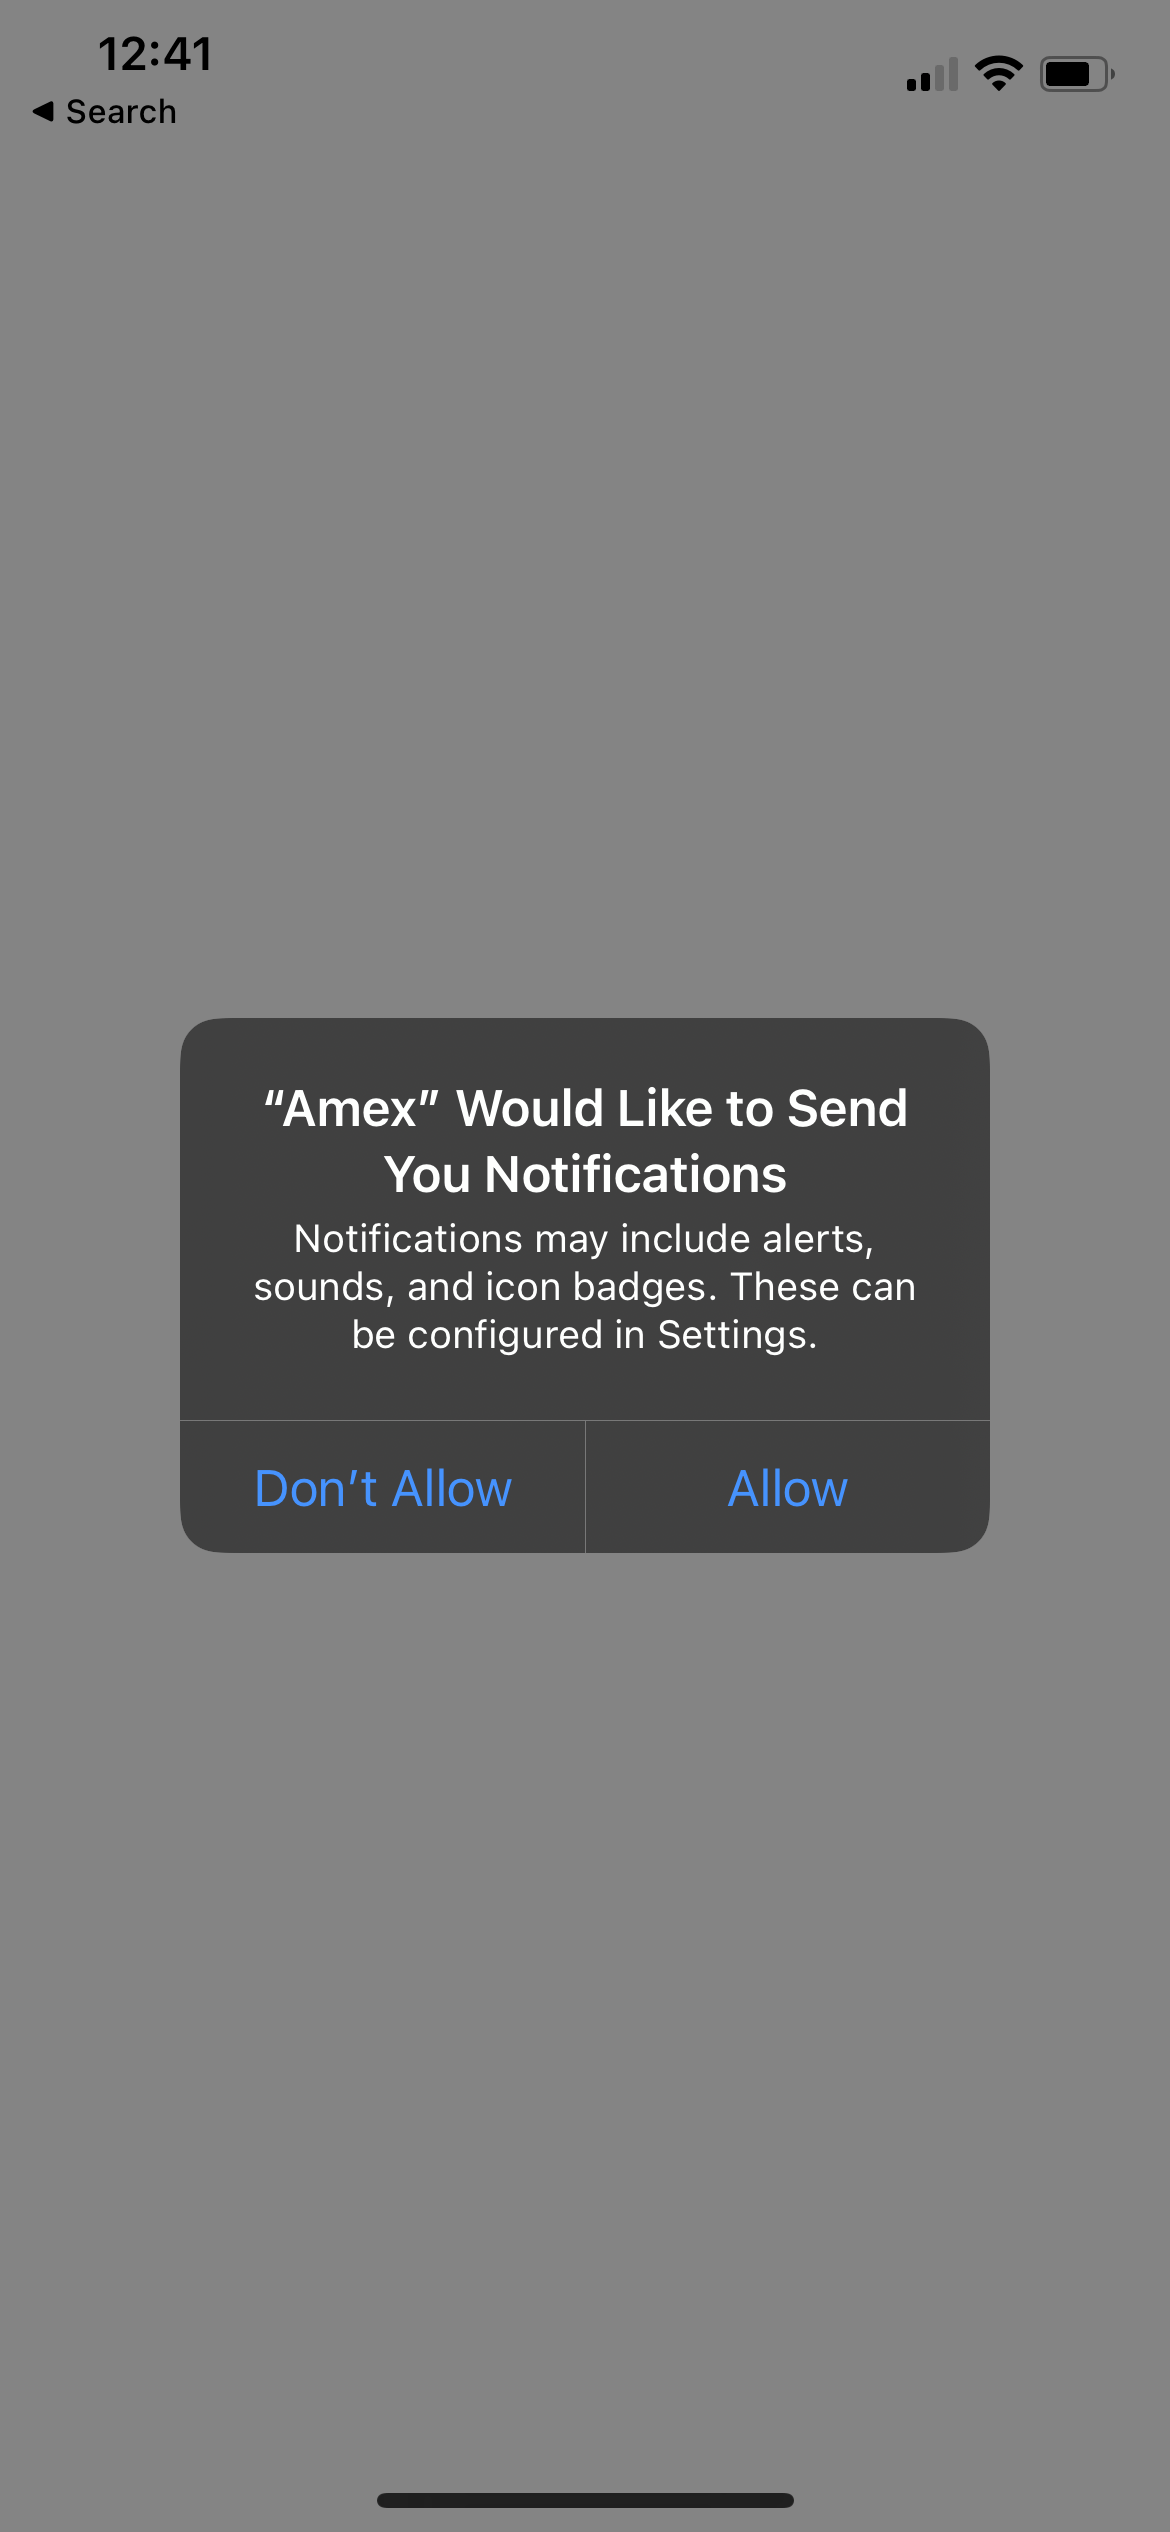 12:41
◀ Search
“Amex” Would Like to Send
You Notifications
Notifications may include alerts,
sounds, and icon badges. These can
be configured in Settings.
Don’t Allow
Allow